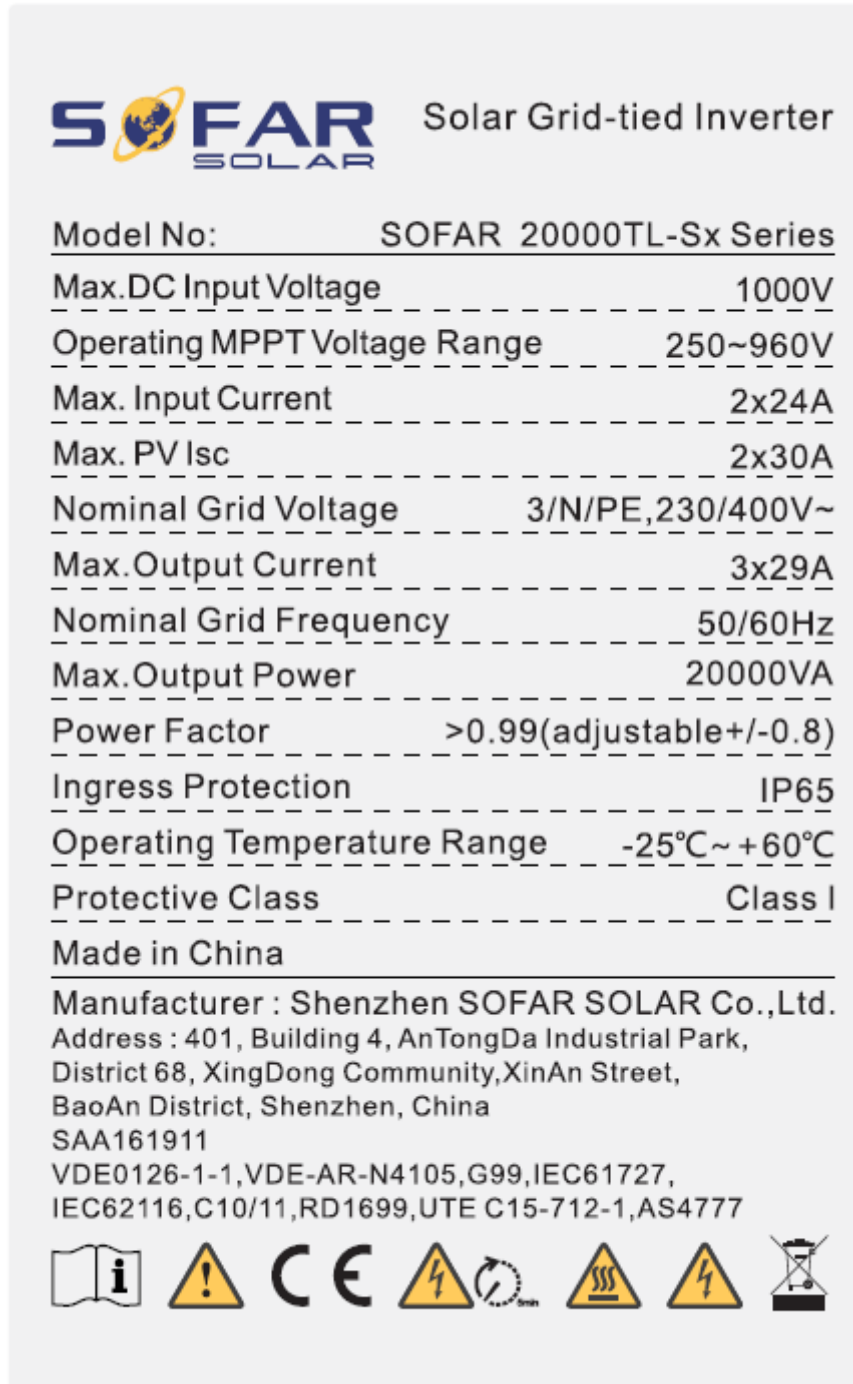 SOFAR SOLAR
Solar Grid-tied Inverter
Model No: SOFAR 20000TL-Sx Series
Max.DC Input Voltage 1000V
Operating MPPT Voltage Range 250~960V
Max. Input Current 2x24A
Max. PV Isc 2x30A
Nominal Grid Voltage 3/N/PE,230/400V~
Max.Output Current 3x29A
Nominal Grid Frequency 50/60Hz
Max.Output Power 20000VA
Power Factor >0.99(adjustable+/-0.8)
Ingress Protection IP65
Operating Temperature Range -25℃~+60℃
Protective Class Class I
Made in China
Manufacturer : Shenzhen SOFAR SOLAR Co.,Ltd.
Address : 401, Building 4, AnTongDa Industrial Park,
District 68, XingDong Community,XinAn Street,
BaoAn District, Shenzhen, China
SAA161911
VDE0126-1-1,VDE-AR-N4105,G99,IEC61727,
IEC62116,C10/11,RD1699,UTE C15-712-1,AS4777
i ! CE 5min